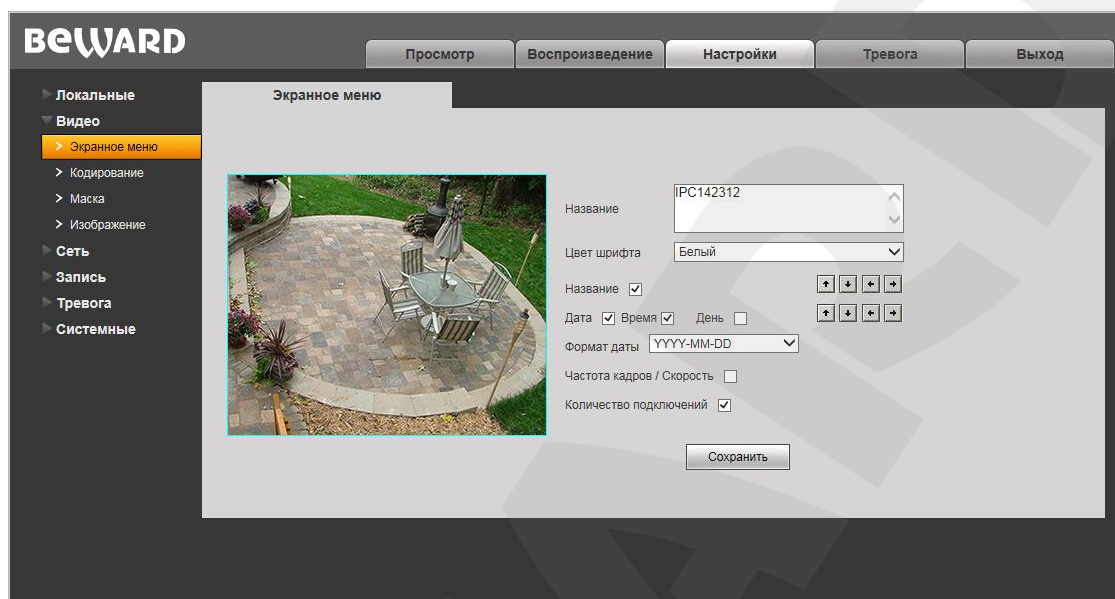 BEWARD
Просмотр Воспроизведение Настройки Тревога Выход
Локальные
Видео
Экранное меню
Кодирование
Маска
Изображение
Сеть
Запись
Тревога
Системные
Экранное меню
Название IPC142312
Цвет шрифта Белый
Название
Дата Время День
Формат даты YYYY-MM-DD
Частота кадров / Скорость
Количество подключений
Сохранить